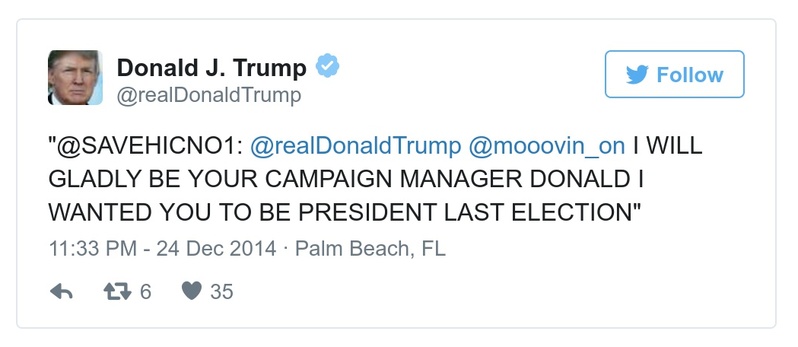 Donald J. Trump
Follow
@realDonaldTrump
"@SAVEHICNO1: @realDonaldTrump @mooovin_on I WILL
GLADLY BE YOUR CAMPAIGN MANAGER DONALD I
WANTED YOU TO BE PRESIDENT LAST ELECTION"
11:33 PM - 24 Dec 2014 · Palm Beach, FL
6 35